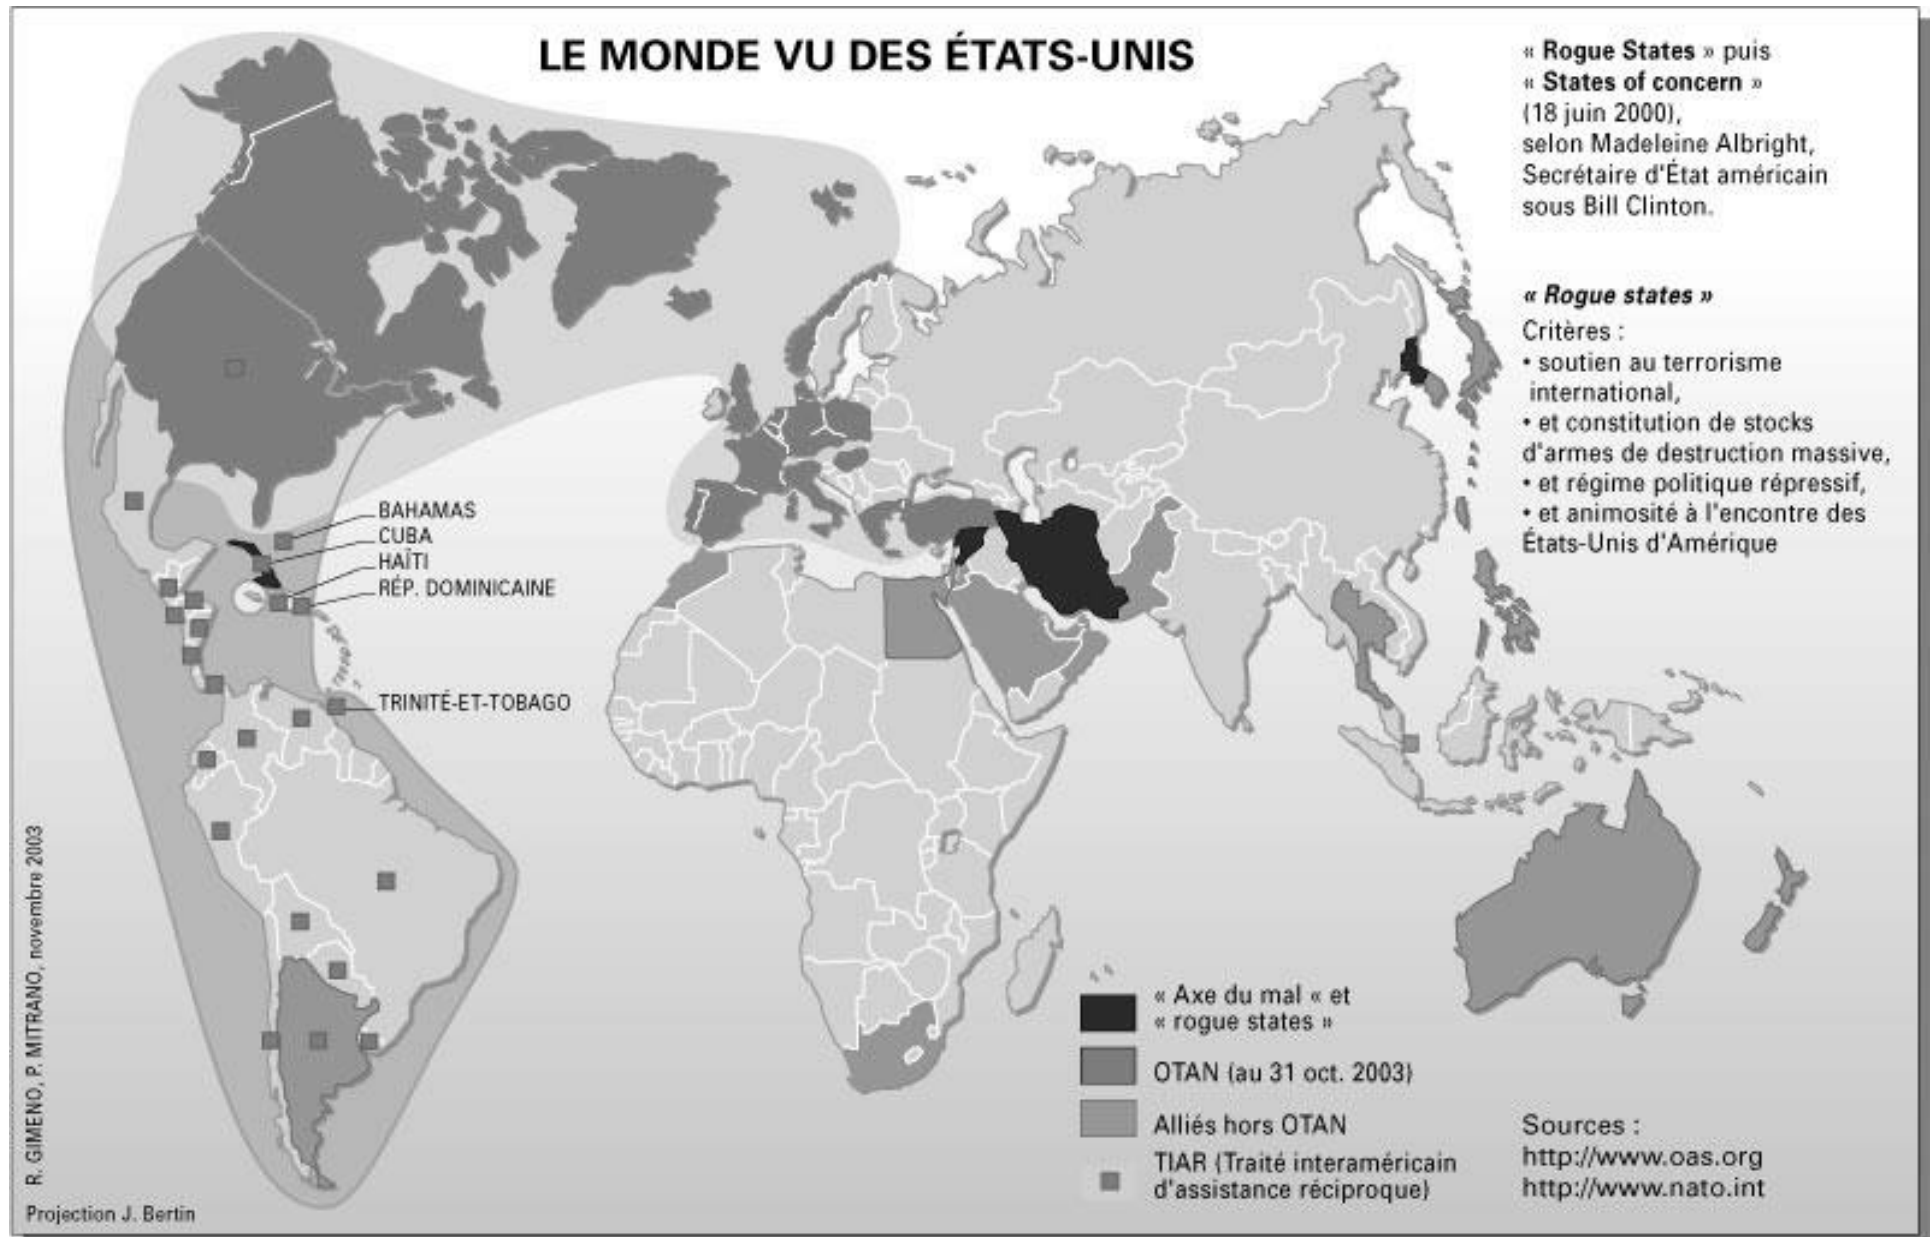 LE MONDE VU DES ÉTATS-UNIS
« Rogue States » puis
« States of concern »
(18 juin 2000),
selon Madeleine Albright,
Secrétaire d'État américain
sous Bill Clinton.
« Rogue states »
Critères :
• soutien au terrorisme
international,
• et constitution de stocks
d'armes de destruction massive,
• et régime politique répressif,
• et animosité à l'encontre des
États-Unis d'Amérique
BAHAMAS
CUBA
HAÎTI
RÉP. DOMINICAINE
TRINITÉ-ET-TOBAGO
« Axe du mal « et
« rogue states »
OTAN (au 31 oct. 2003)
Alliés hors OTAN
TIAR (Traité interaméricain
d'assistance réciproque)
Sources :
http://www.oas.org
http://www.nato.int
R. GIMENO, P. MITRANO, novembre 2003
Projection J. Bertin